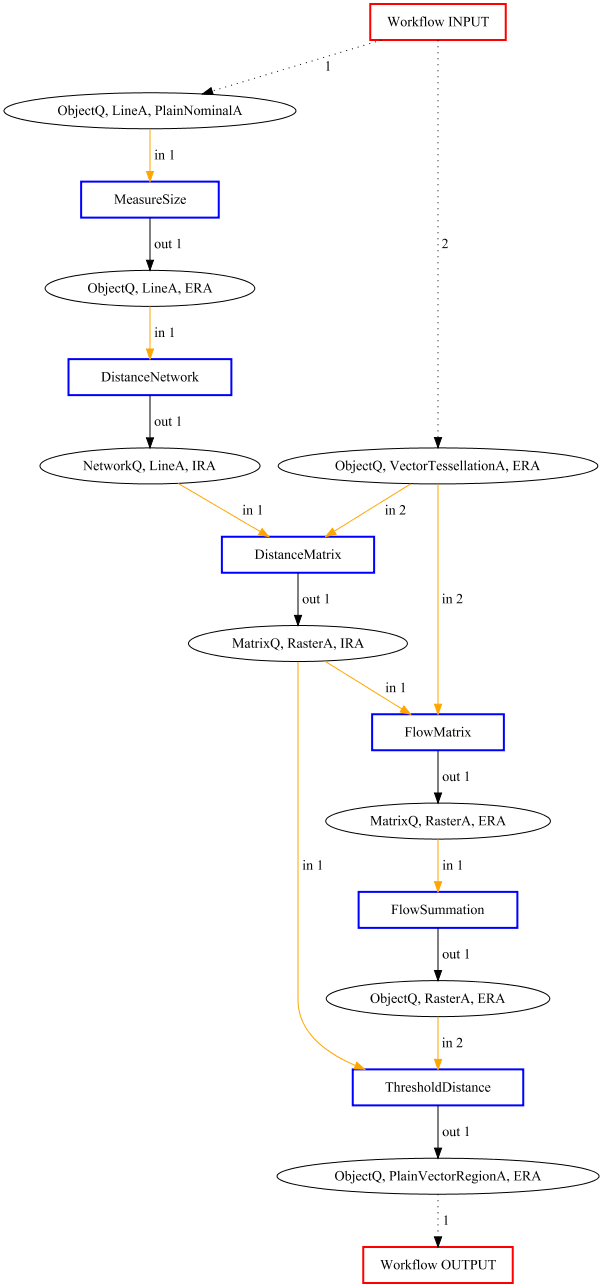 Workflow INPUT
1
ObjectQ, LineA, PlainNominalA
in 1
MeasureSize
out 1
2
ObjectQ, LineA, ERA
in 1
DistanceNetwork
out 1
NetworkQ, LineA, IRA
ObjectQ, VectorTessellationA, ERA
in 1
in 2
DistanceMatrix
out 1
in 2
MatrixQ, RasterA, IRA
in 1
FlowMatrix
out 1
MatrixQ, RasterA, ERA
in 1
in 1
FlowSummation
out 1
ObjectQ, RasterA, ERA
in 2
ThresholdDistance
out 1
ObjectQ, PlainVectorRegionA, ERA
1
Workflow OUTPUT